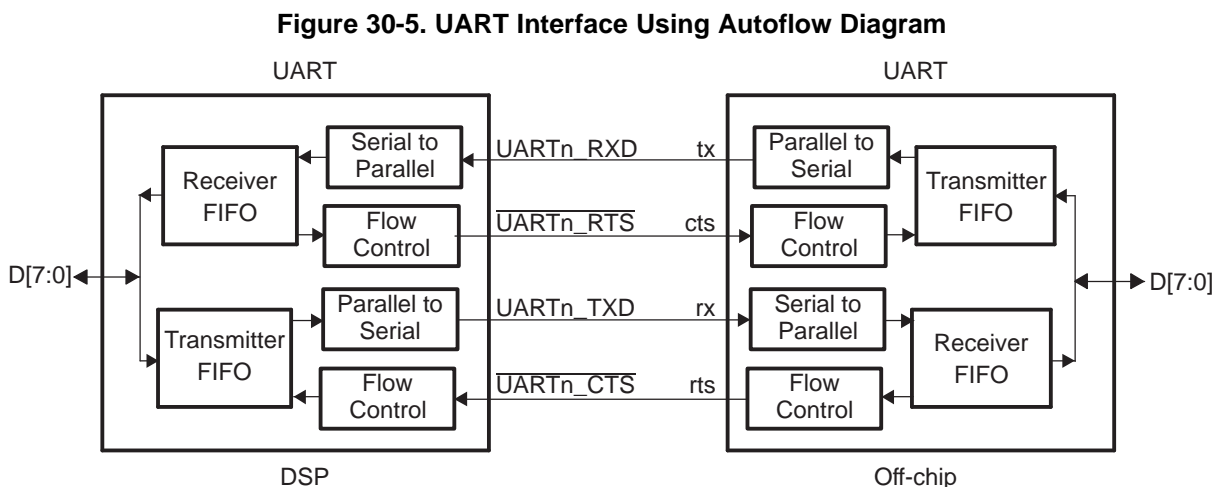 Figure 30-5. UART Interface Using Autoflow Diagram
UART
UART
Serial to
Parallel
UARTn_RXD
tx
Parallel to
Serial
Receiver
FIFO
Transmitter
FIFO
Flow
Control
UARTn_RTS
cts
Flow
Control
D[7:0]
D[7:0]
Parallel to
Serial
UARTn_TXD
rx
Serial to
Parallel
Transmitter
FIFO
Receiver
FIFO
Flow
Control
UARTn_CTS
rts
Flow
Control
DSP
Off-chip